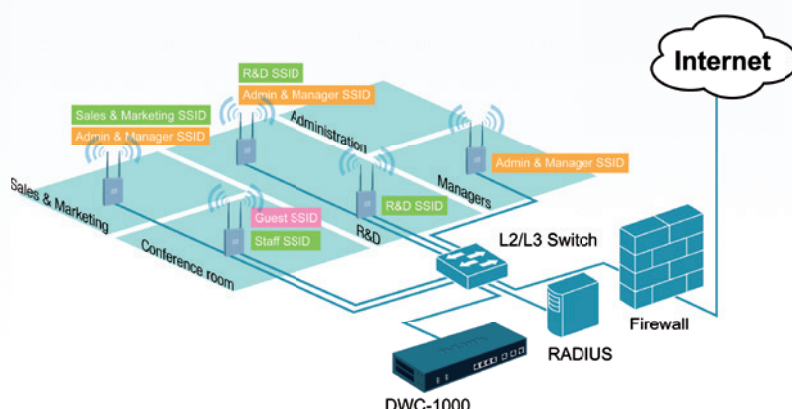 R&D SSID
Admin & Manager SSID
Internet
Sales & Marketing SSID
Admin & Manager SSID
Administration
Admin & Manager SSID
Sales & Marketing
Managers
R&D SSID
Guest SSID
Staff SSID
R&D
Conference room
L2/L3 Switch
Firewall
RADIUS
D-Link
DWC-1000